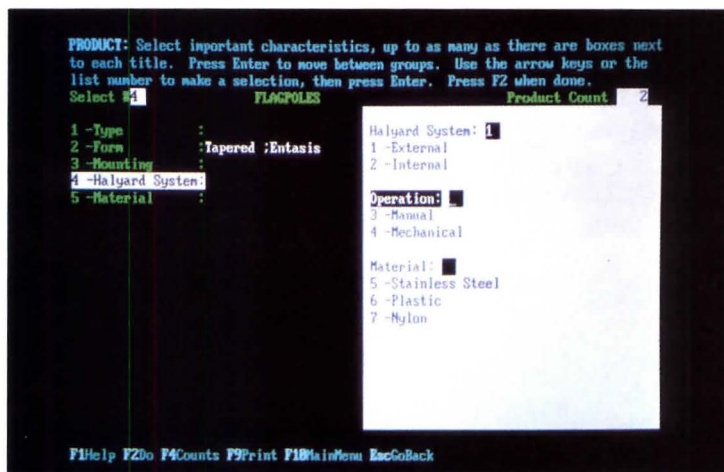 PRODUCT: Select important characteristics, up to as many as there are boxes next
to each title. Press Enter to move between groups. Use the arrow keys or the
list number to make a selection, then press Enter. Press F2 when done.
Select #4 FLAGPOLES Product Count 2
1 -Type :
2 -Form :Tapered ;Entasis
3 -Mounting :
4 -Halyard System:
5 -Material :
Halyard System: 1
1 -External
2 -Internal
Operation: _
3 -Manual
4 -Mechanical
Material:
5 -Stainless Steel
6 -Plastic
7 -Nylon
F1Help F2Do F4Counts F9Print F10MainMenu EscGoBack